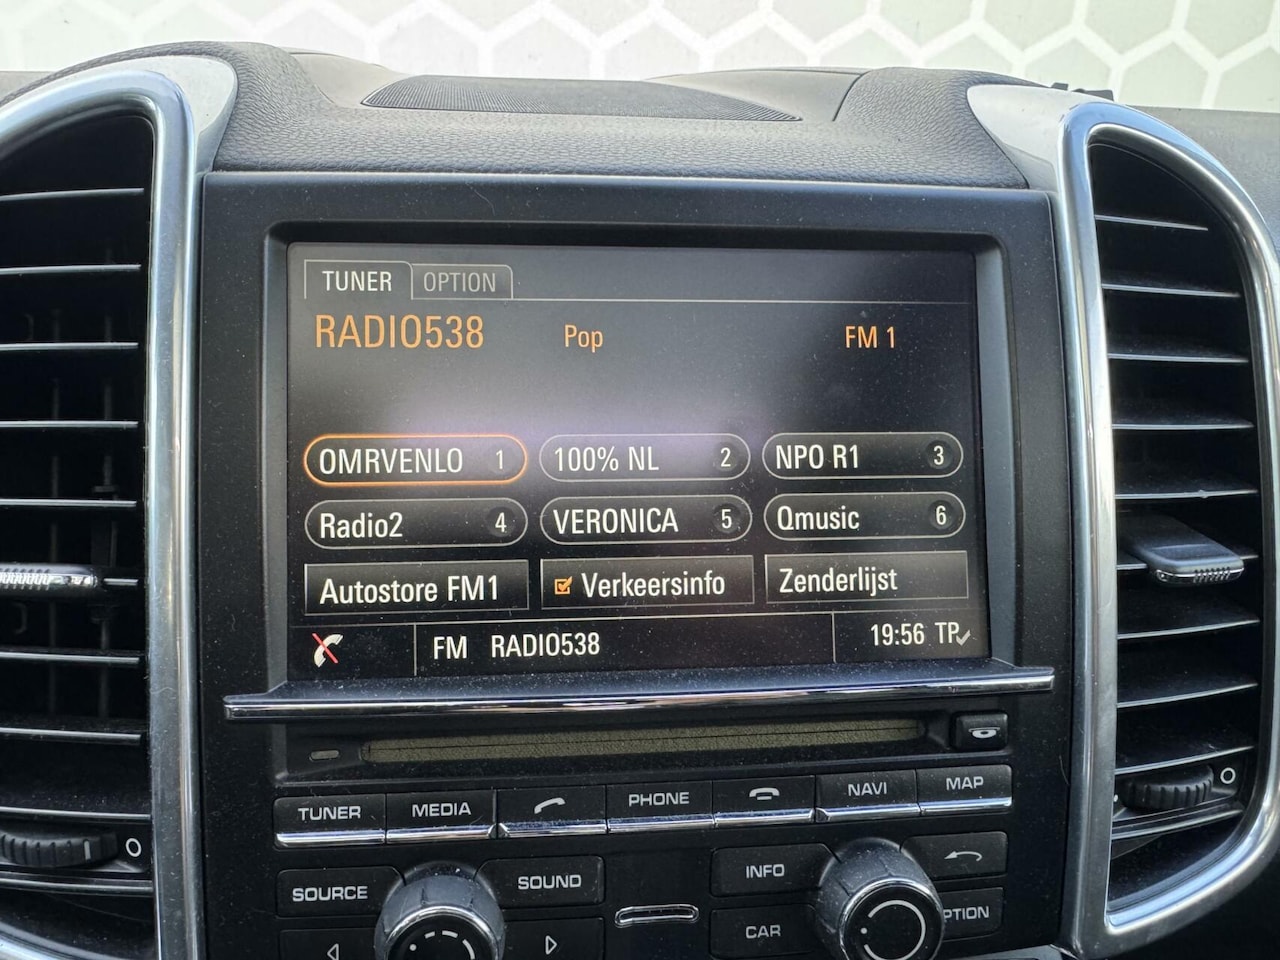 TUNER OPTION
RADIO538 Pop FM 1
OMRVENLO 1 100% NL 2 NPO R1 3
Radio2 4 VERONICA 5 Qmusic 6
Autostore FM1 Verkeersinfo Zenderlijst
FM RADIO538 19:56 TP
TUNER MEDIA PHONE NAVI MAP
SOURCE SOUND INFO
CAR PTION